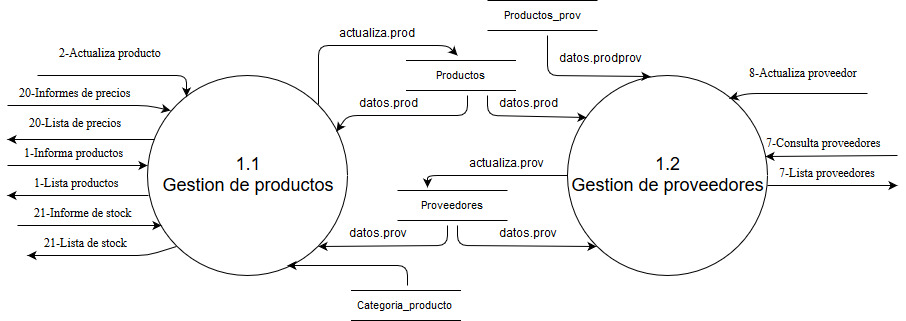 Productos_prov
actualiza.prod
2-Actualiza producto
datos.prodprov
Productos
8-Actualiza proveedor
20-Informes de precios
datos.prod
datos.prod
20-Lista de precios
1-Informa productos
7-Consulta proveedores
1.1
Gestion de productos
actualiza.prov
1.2
Gestion de proveedores
7-Lista proveedores
1-Lista productos
Proveedores
21-Informe de stock
datos.prov
datos.prov
21-Lista de stock
Categoria_producto